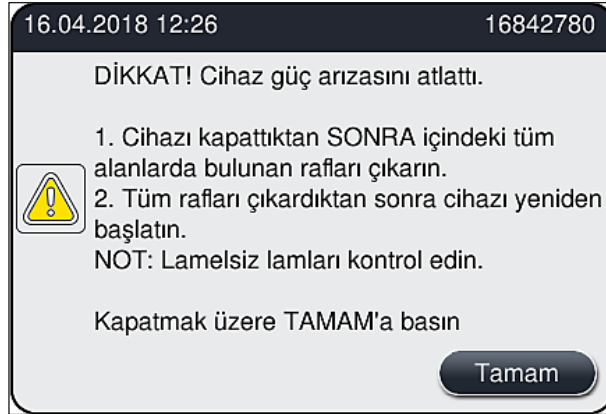 16.04.2018 12:26 16842780
DİKKAT! Cihaz güç arızasını atlattı.
1. Cihazı kapattıktan SONRA içindeki tüm
alanlarda bulunan rafları çıkarın.
2. Tüm rafları çıkardıktan sonra cihazı yeniden
başlatın.
NOT: Lamelsiz lamları kontrol edin.
Kapatmak üzere TAMAM'a basın
Tamam